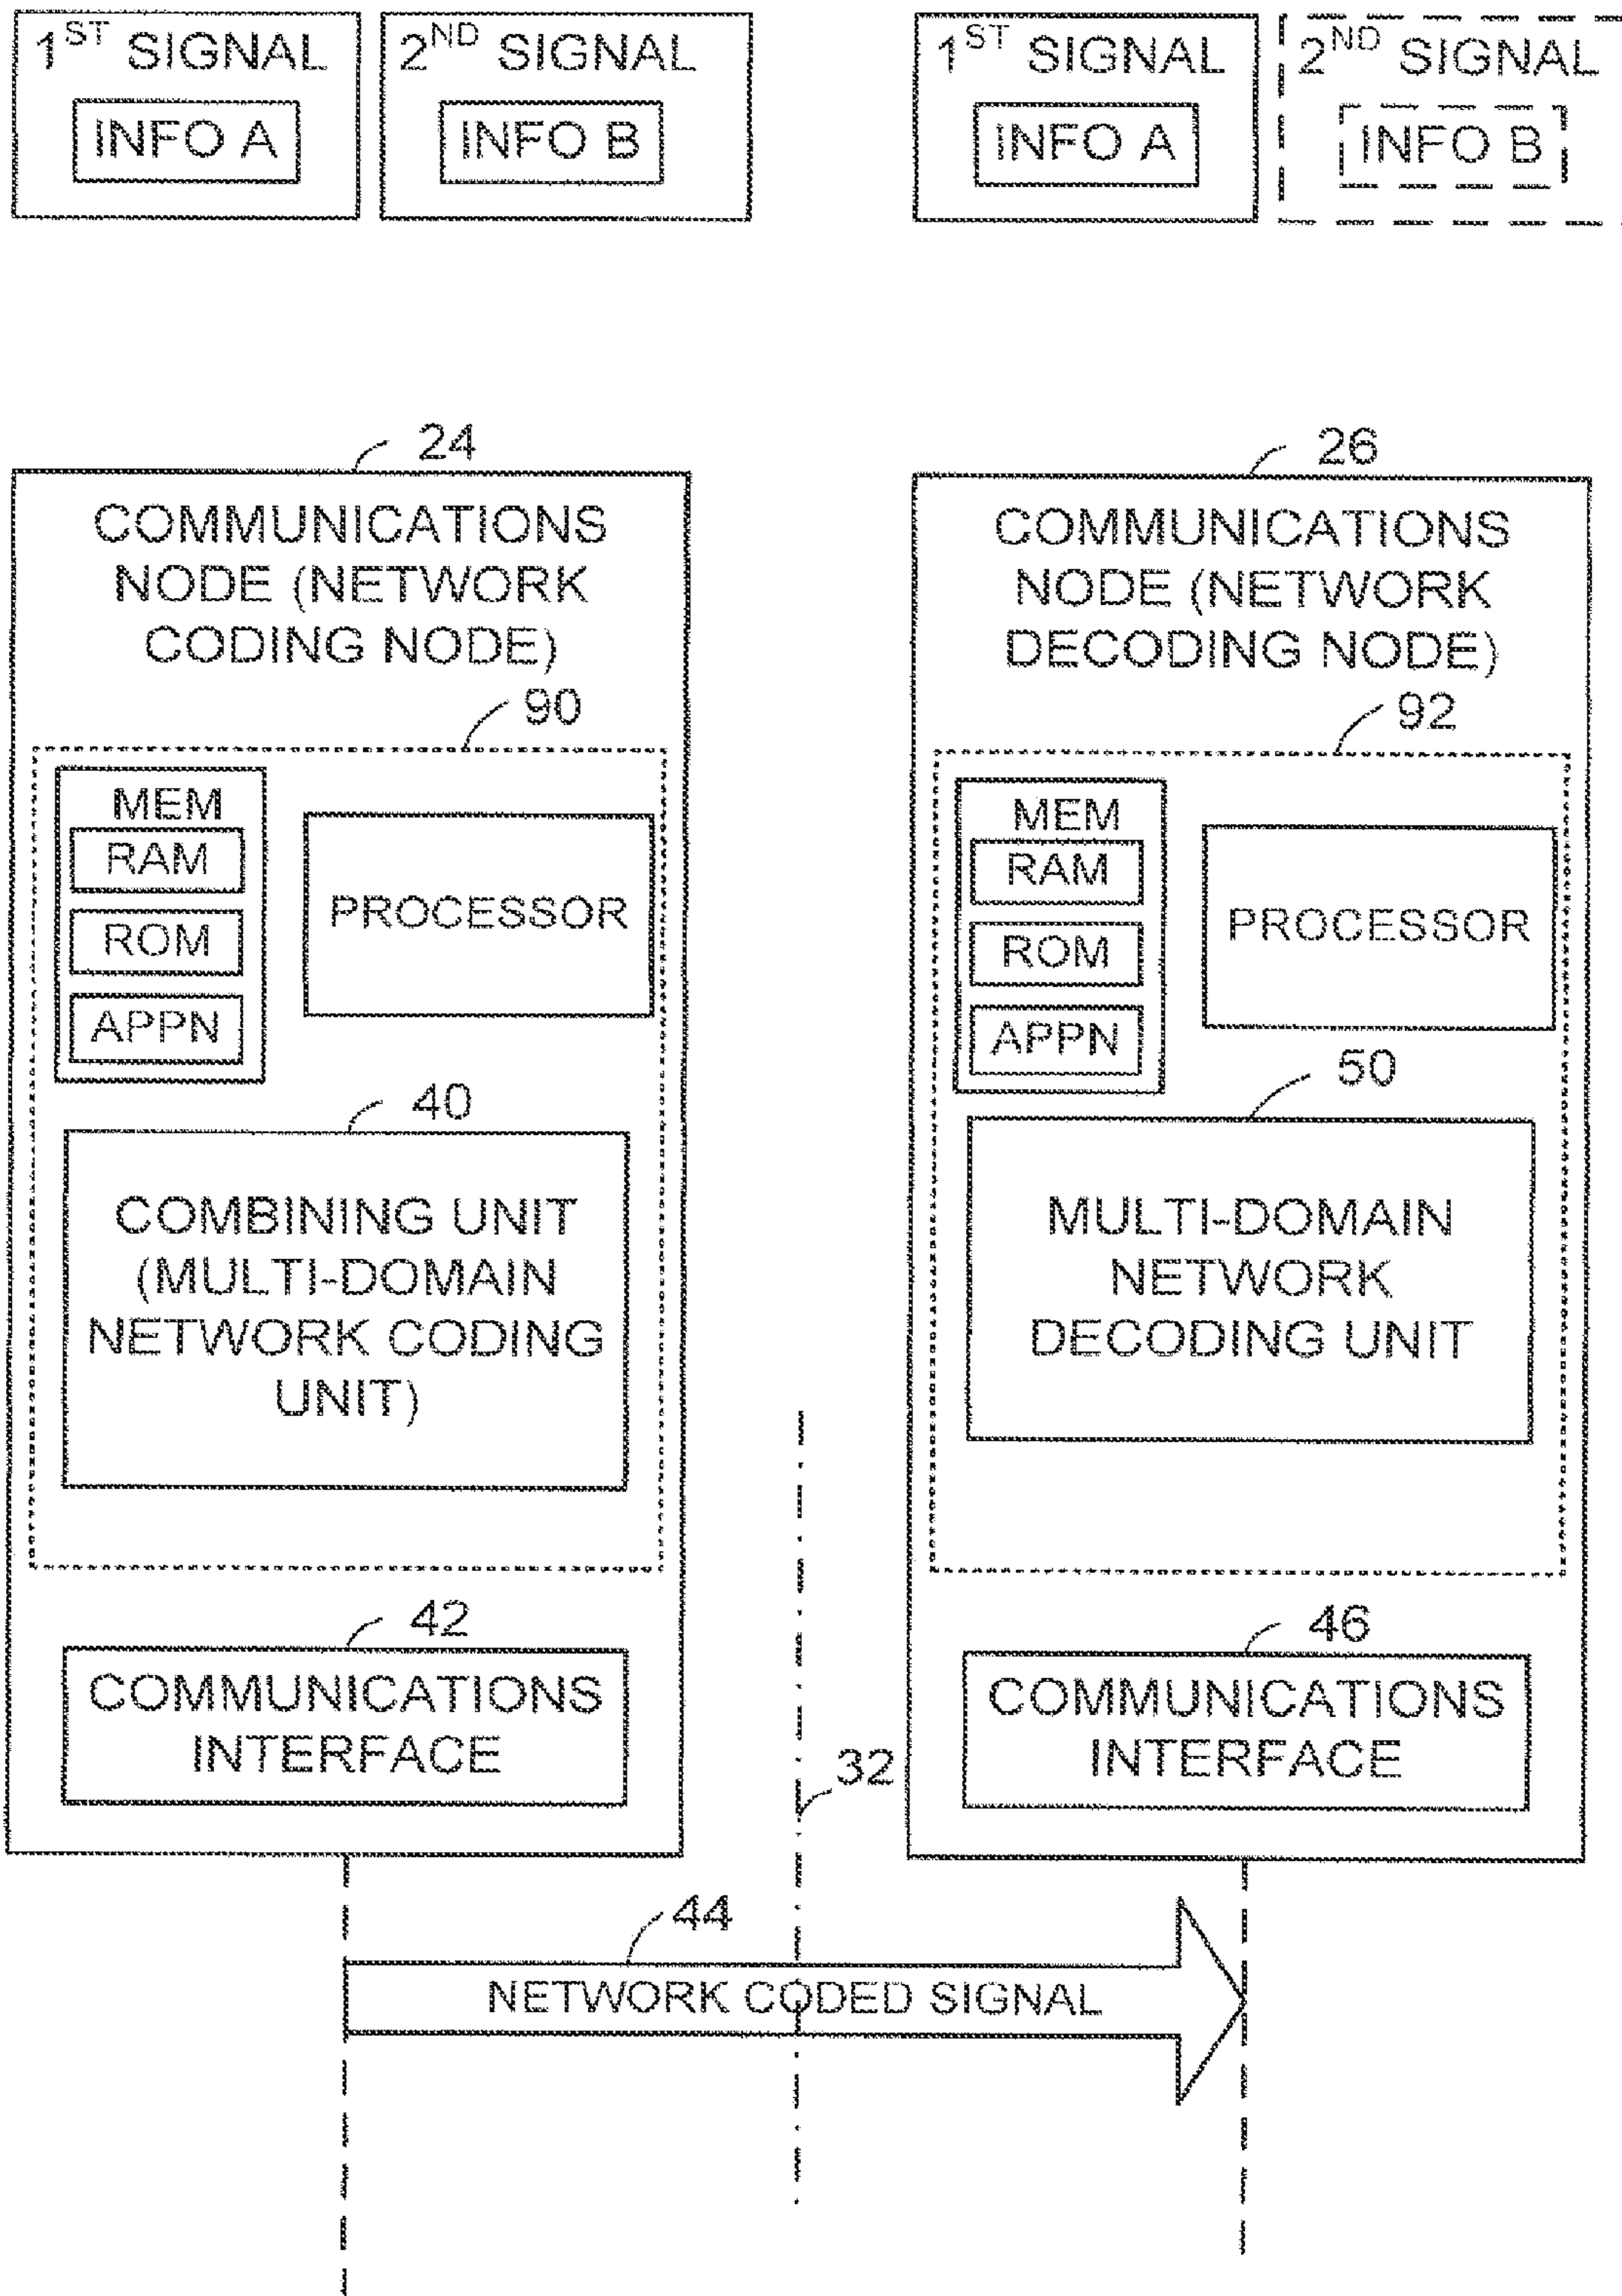 1ST SIGNAL
INFO A
2ND SIGNAL
INFO B
1ST SIGNAL
INFO A
2ND SIGNAL
INFO B
24
COMMUNICATIONS
NODE (NETWORK
CODING NODE)
90
MEM
RAM
ROM
APPN
PROCESSOR
40
COMBINING UNIT
(MULTI-DOMAIN
NETWORK CODING
UNIT)
42
COMMUNICATIONS
INTERFACE
26
COMMUNICATIONS
NODE (NETWORK
DECODING NODE)
92
MEM
RAM
ROM
APPN
PROCESSOR
50
MULTI-DOMAIN
NETWORK
DECODING UNIT
46
COMMUNICATIONS
INTERFACE
32
44
NETWORK CODED SIGNAL